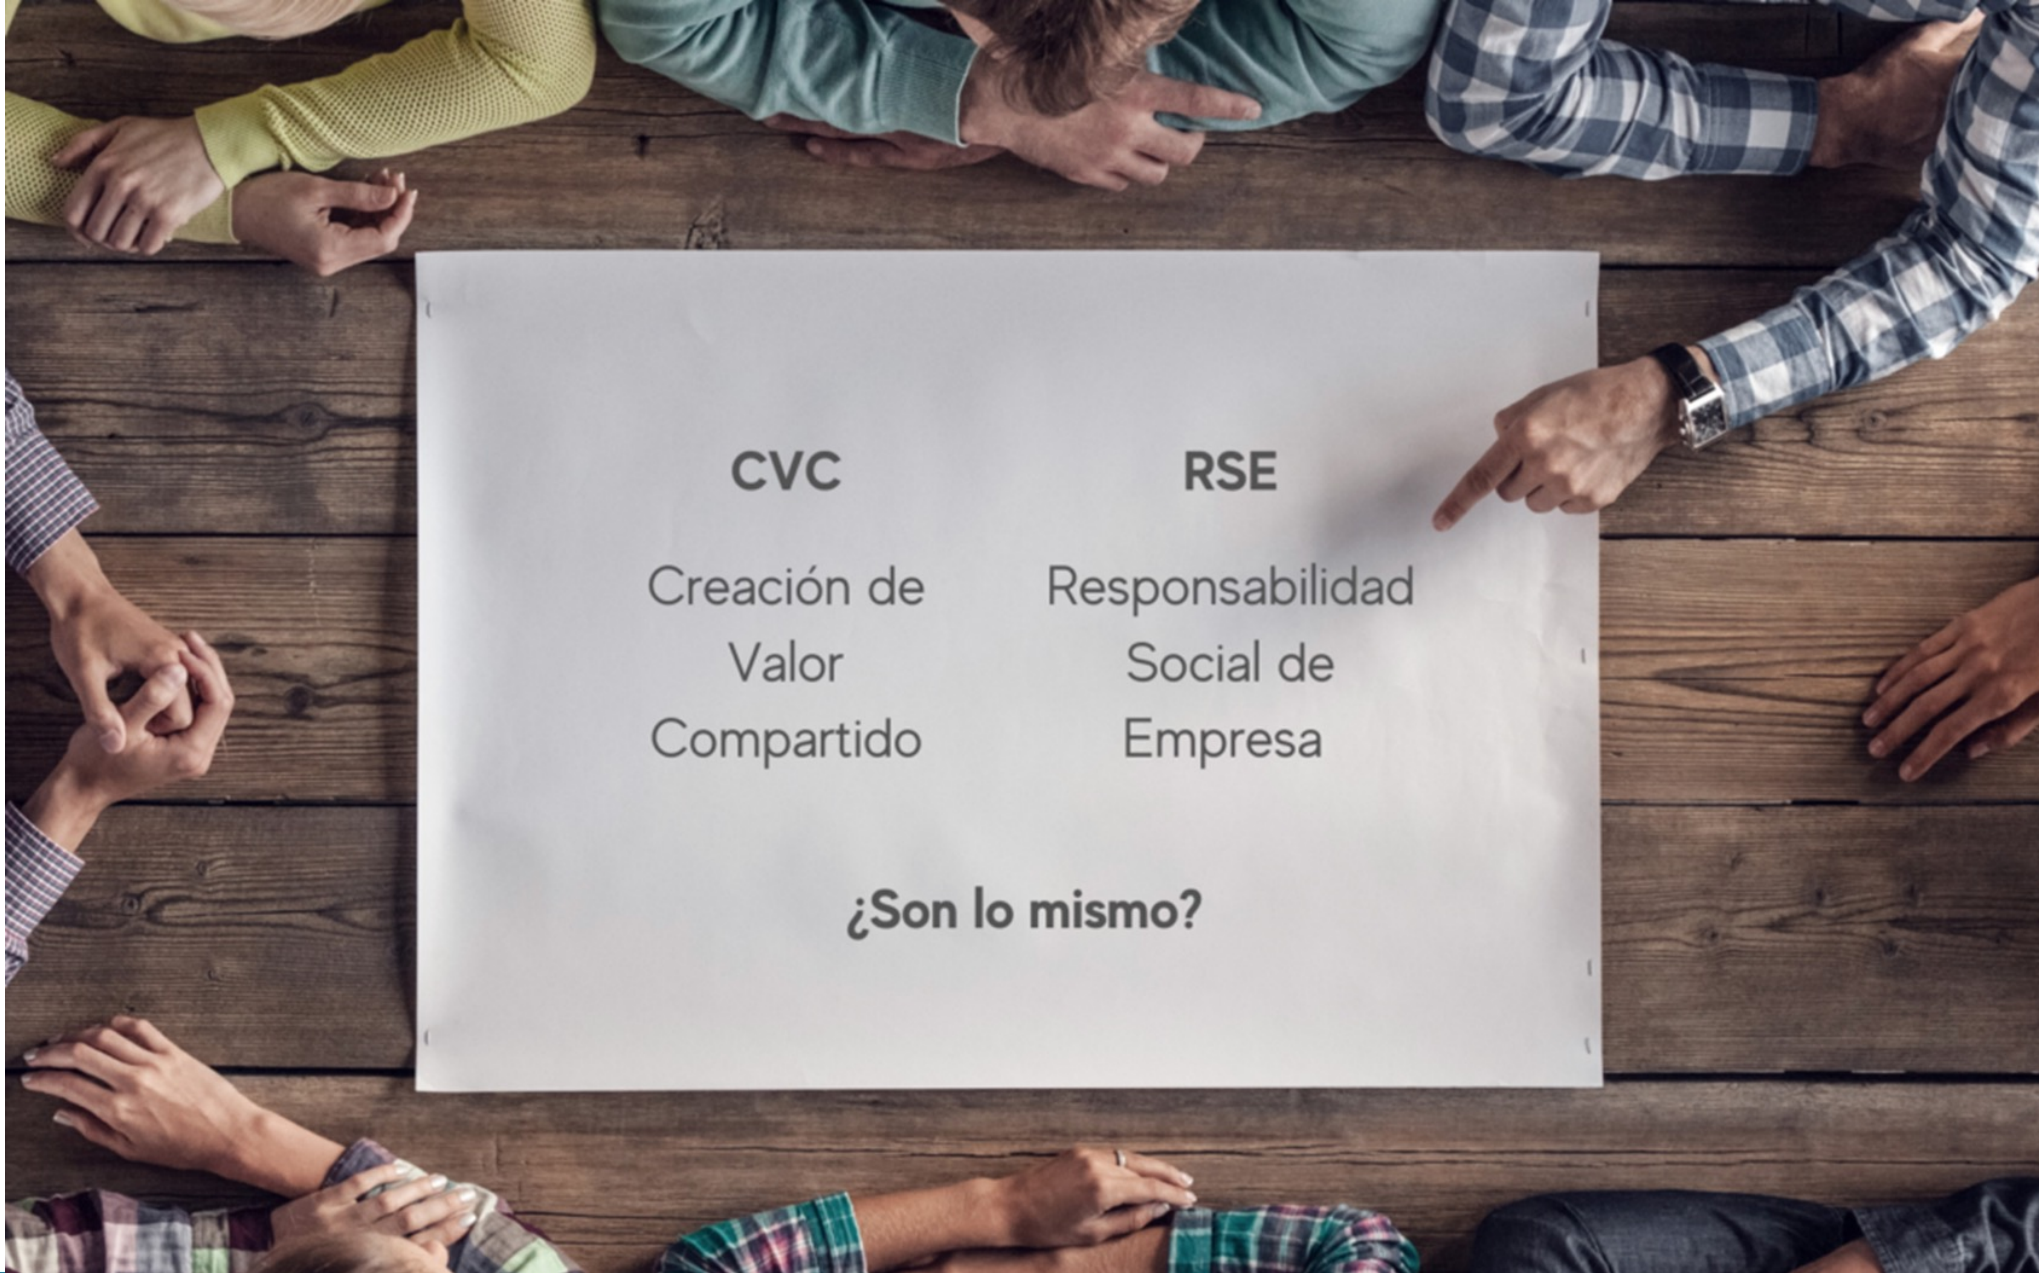 CVC
Creación de
Valor
Compartido
RSE
Responsabilidad
Social de
Empresa
¿Son lo mismo?